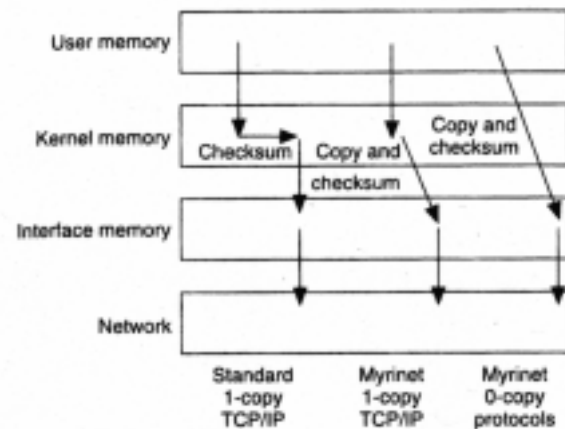 User memory
Kernel memory
Checksum
Copy and
checksum
Copy and
checksum
Interface memory
Network
Standard
1-copy
TCP/IP
Myrinet
1-copy
TCP/IP
Myrinet
0-copy
protocols